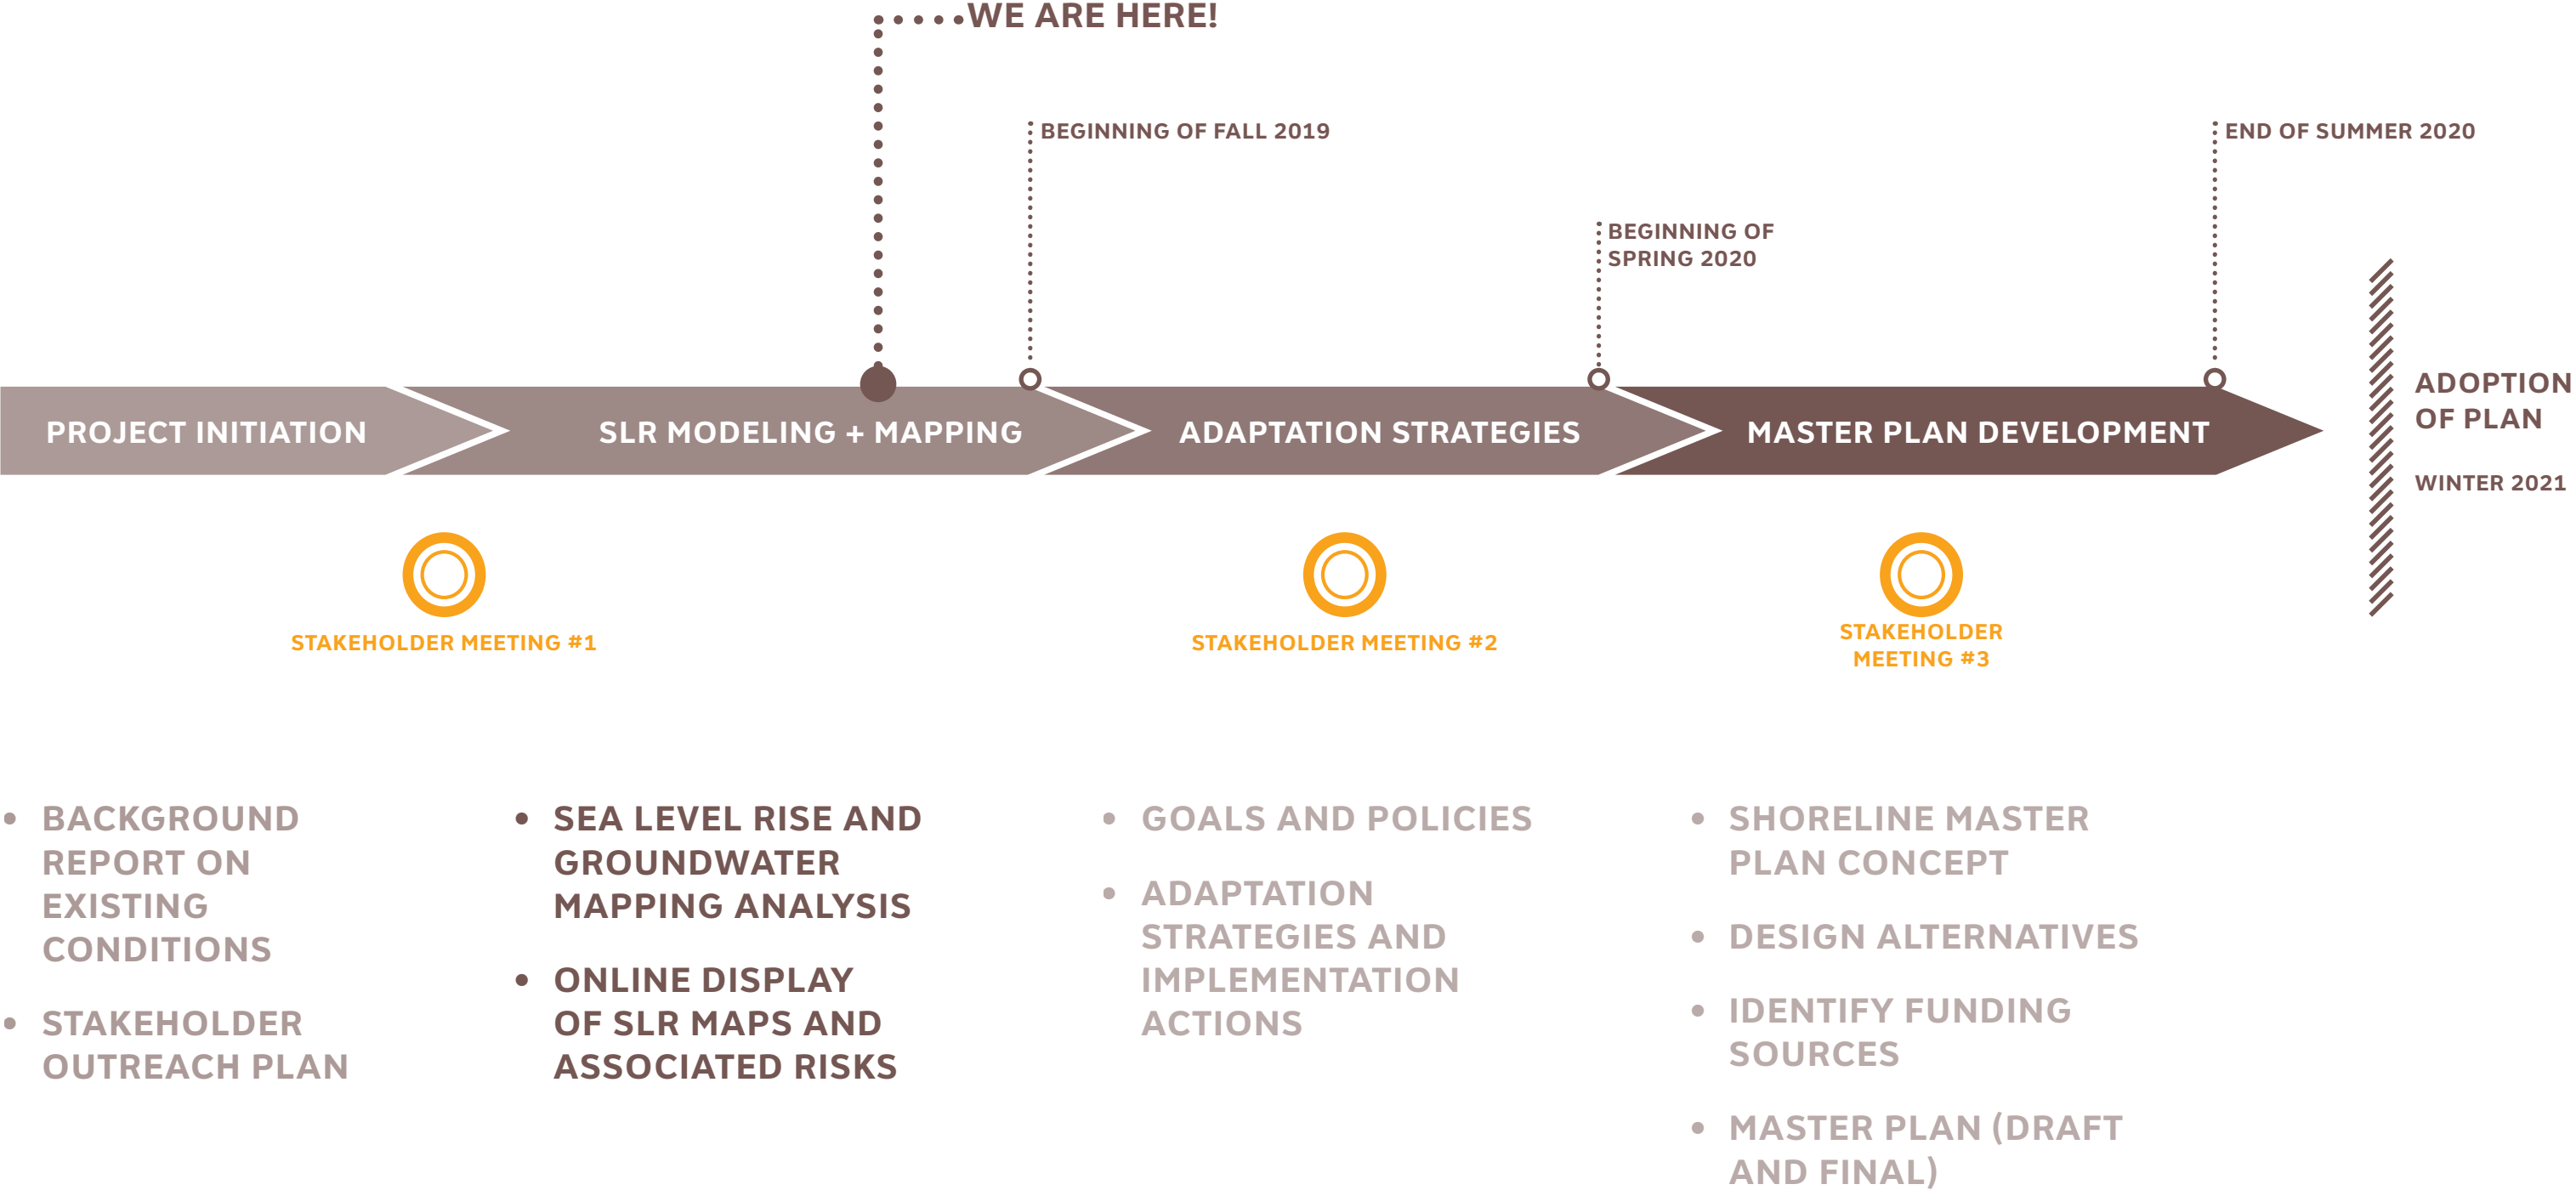 WE ARE HERE!
BEGINNING OF FALL 2019
END OF SUMMER 2020
BEGINNING OF
SPRING 2020
PROJECT INITIATION
SLR MODELING + MAPPING
ADAPTATION STRATEGIES
MASTER PLAN DEVELOPMENT
ADOPTION
OF PLAN
WINTER 2021
STAKEHOLDER MEETING #1
STAKEHOLDER MEETING #2
STAKEHOLDER
MEETING #3
• BACKGROUND
REPORT ON
EXISTING
CONDITIONS
• STAKEHOLDER
OUTREACH PLAN
• SEA LEVEL RISE AND
GROUNDWATER
MAPPING ANALYSIS
• ONLINE DISPLAY
OF SLR MAPS AND
ASSOCIATED RISKS
• GOALS AND POLICIES
• ADAPTATION
STRATEGIES AND
IMPLEMENTATION
ACTIONS
• SHORELINE MASTER
PLAN CONCEPT
• DESIGN ALTERNATIVES
• IDENTIFY FUNDING
SOURCES
• MASTER PLAN (DRAFT
AND FINAL)